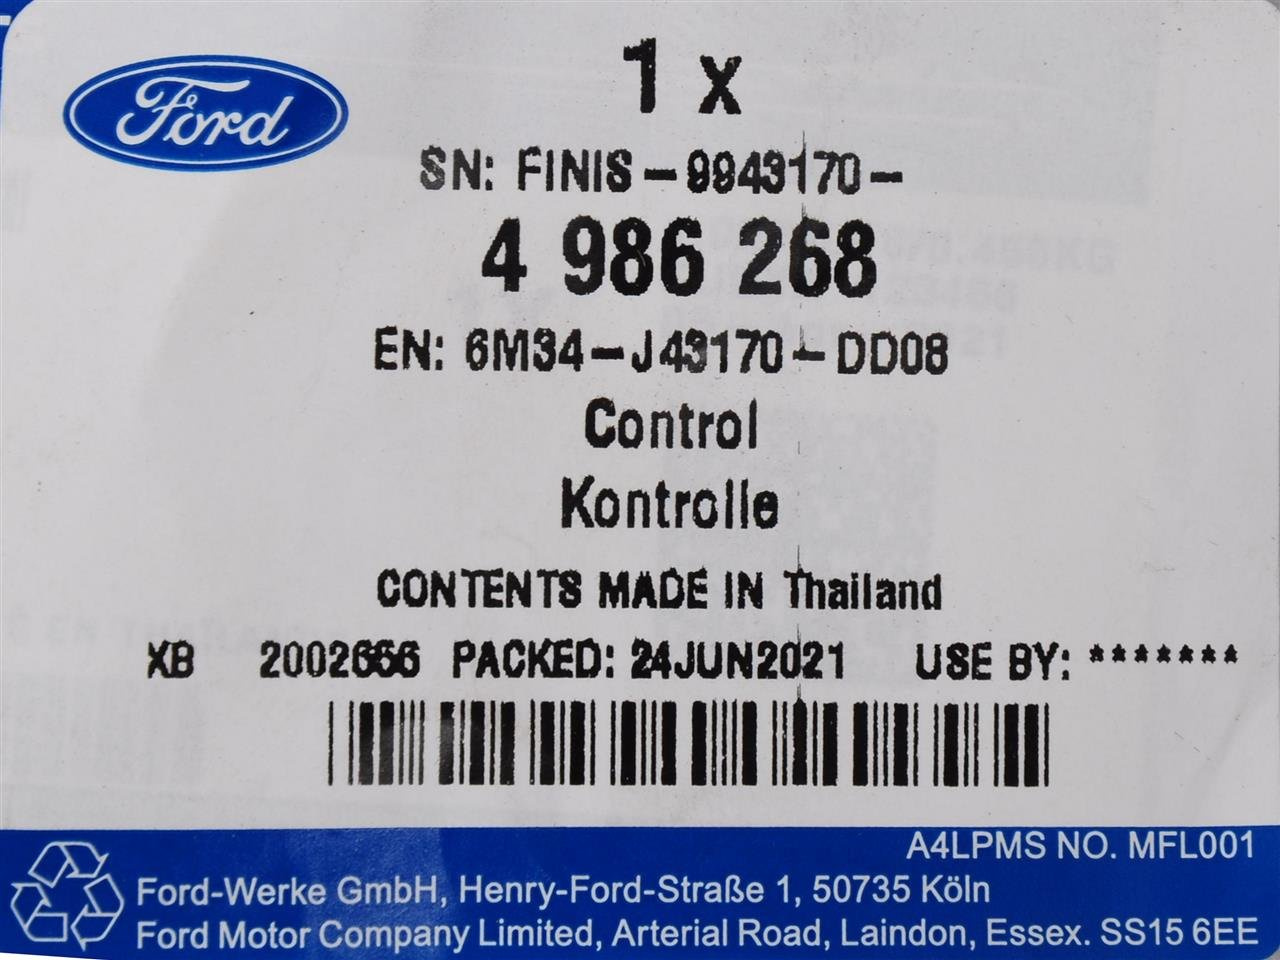 Ford
1 x
SN: FINIS-9943170-
4 986 268
EN: 6M34-J43170-DD08
Control
Kontrolle
CONTENTS MADE IN Thailand
XB 2002666 PACKED: 24JUN2021 USE BY: *******
A4LPMS NO. MFL001
Ford-Werke GmbH, Henry-Ford-Straße 1, 50735 Köln
Ford Motor Company Limited, Arterial Road, Laindon, Essex. SS15 6EE